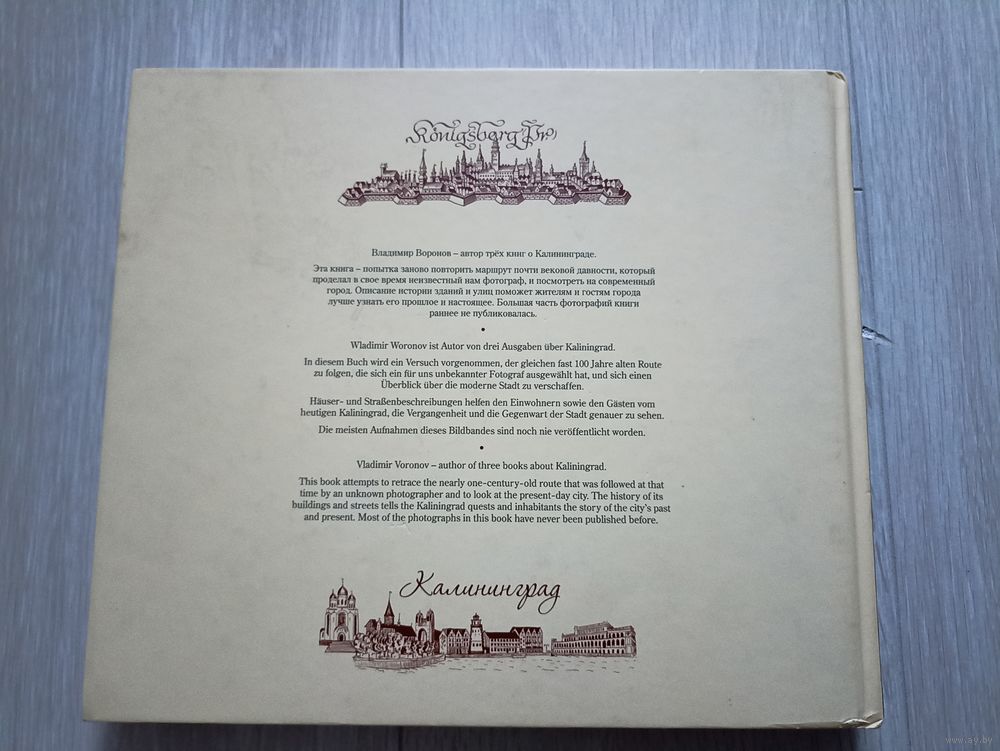 Königsberg Pr
Владимир Воронов – автор трёх книг о Калининграде.
Эта книга – попытка заново повторить маршрут почти вековой давности, который
проделал в свое время неизвестный нам фотограф, и посмотреть на современный
город. Описание истории зданий и улиц поможет жителям и гостям города
лучше узнать его прошлое и настоящее. Большая часть фотографий книги
раннее не публиковалась.
•
Wladimir Woronov ist Autor von drei Ausgaben über Kaliningrad.
In diesem Buch wird ein Versuch vorgenommen, der gleichen fast 100 Jahre alten Route
zu folgen, die sich ein für uns unbekannter Fotograf ausgewählt hat, und sich einen
Überblick über die moderne Stadt zu verschaffen.
Häuser- und Straßenbeschreibungen helfen den Einwohnern sowie den Gästen vom
heutigen Kaliningrad, die Vergangenheit und die Gegenwart der Stadt genauer zu sehen.
Die meisten Aufnahmen dieses Bildbandes sind noch nie veröffentlicht worden.
•
Vladimir Voronov – author of three books about Kaliningrad.
This book attempts to retrace the nearly one-century-old route that was followed at that
time by an unknown photographer and to look at the present-day city. The history of its
buildings and streets tells the Kaliningrad quests and inhabitants the story of the city's past
and present. Most of the photographs in this book have never been published before.
Калининград
www.ay.by